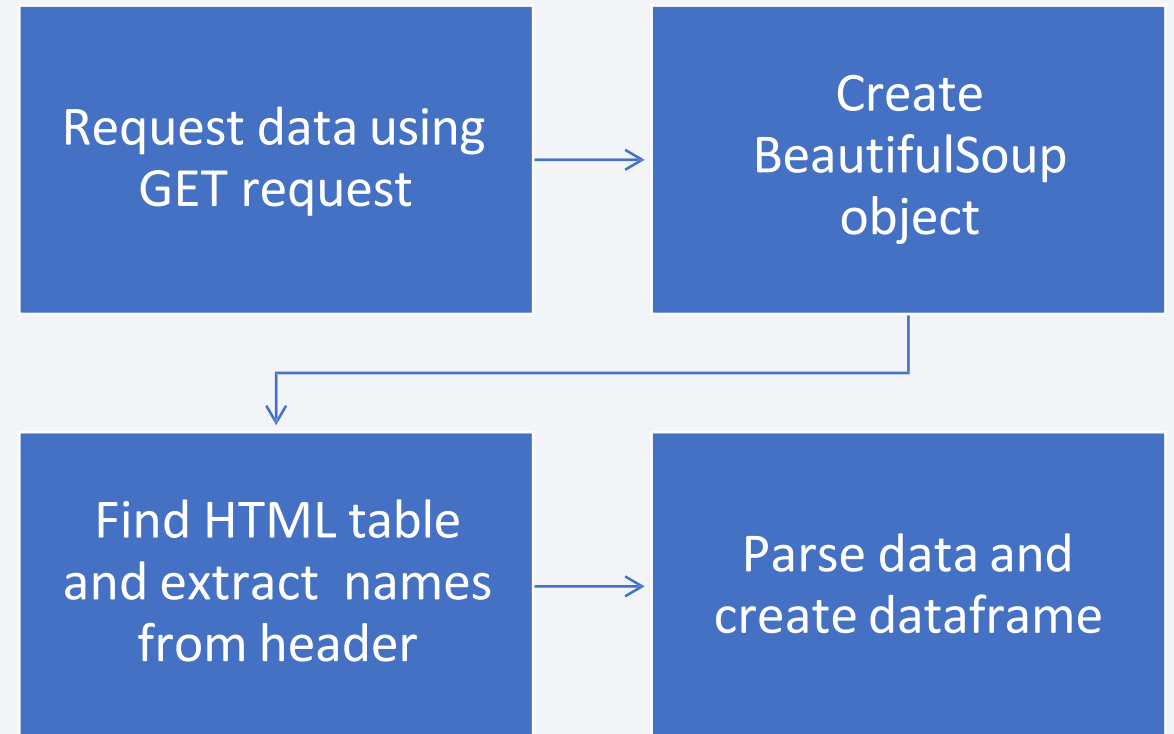 Request data using
GET request
Create
BeautifulSoup
object
Find HTML table
and extract  names
from header
Parse data and
create dataframe